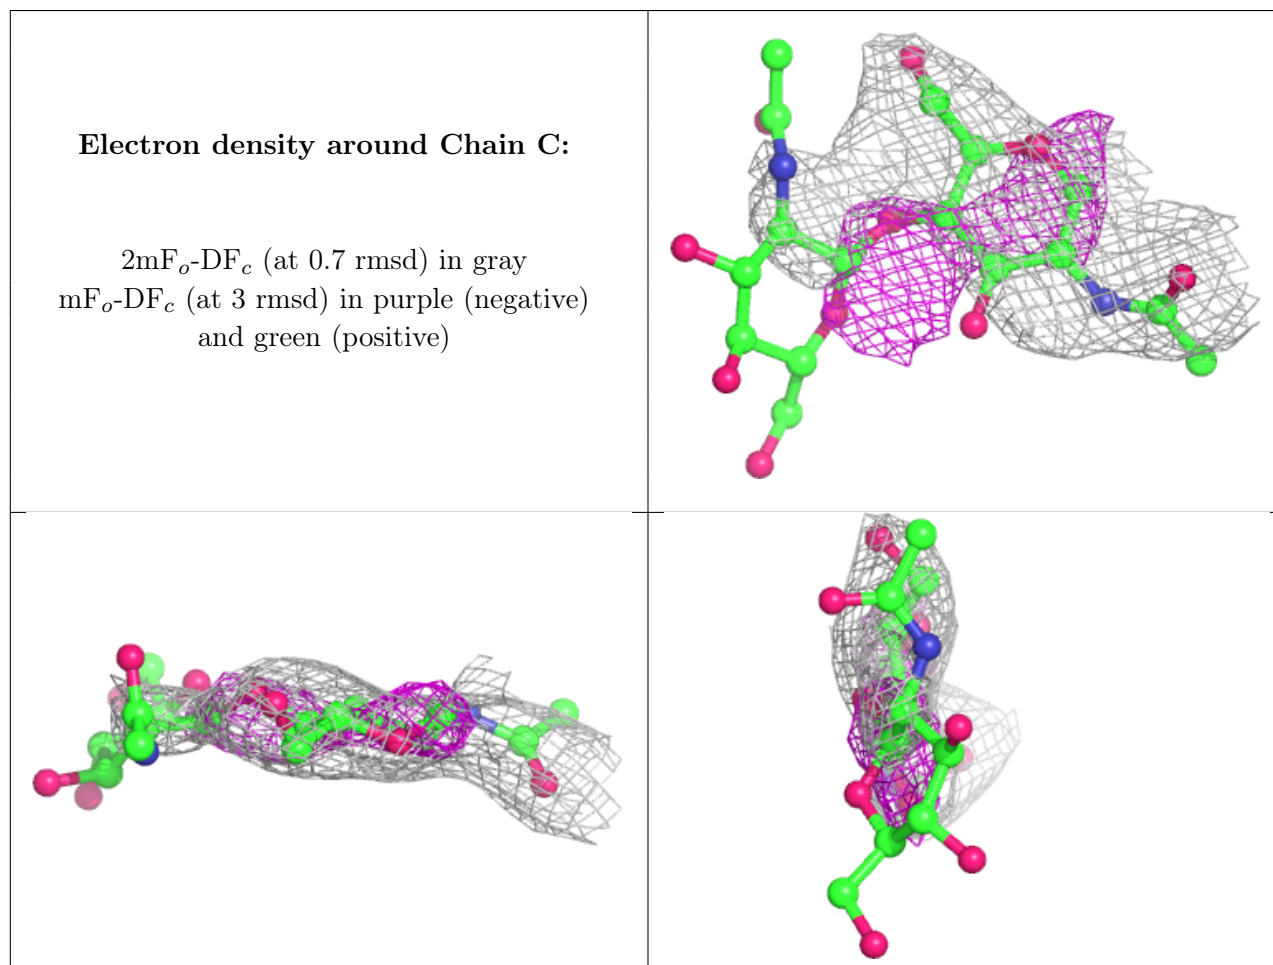 Electron density around Chain C:
2mFo-DFc (at 0.7 rmsd) in gray
mFo-DFc (at 3 rmsd) in purple (negative)
and green (positive)